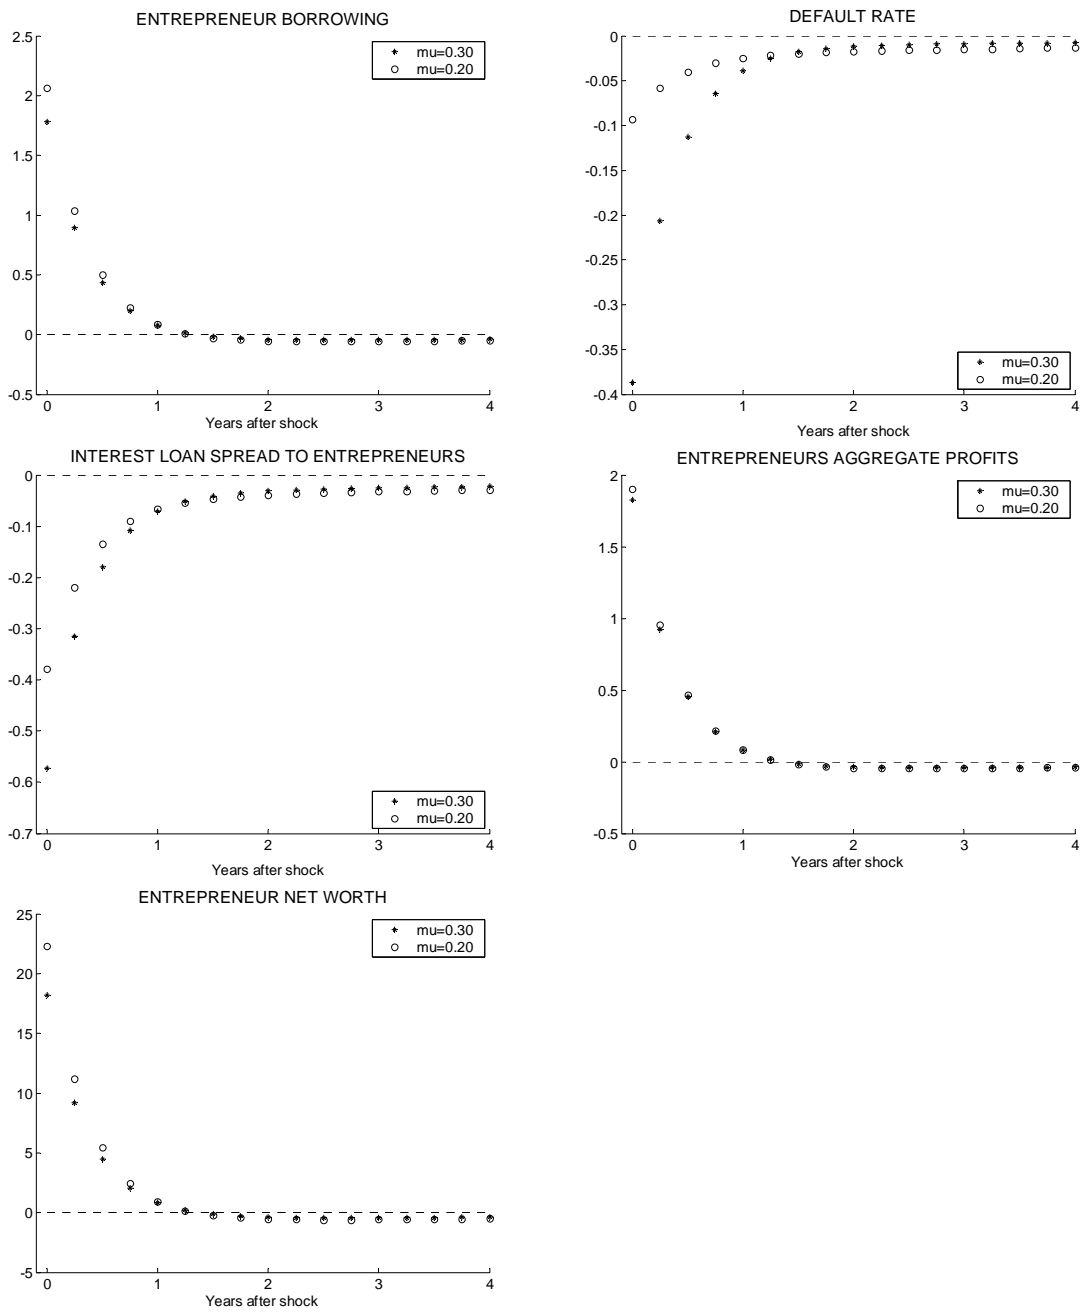 ENTREPRENEUR BORROWING
2.5
2
1.5
1
0.5
0
-0.5
mu=0.30
mu=0.20
0 1 2 3 4
Years after shock
DEFAULT RATE
0
-0.05
-0.1
-0.15
-0.2
-0.25
-0.3
-0.35
-0.4
mu=0.30
mu=0.20
0 1 2 3 4
Years after shock
INTEREST LOAN SPREAD TO ENTREPRENEURS
0
-0.1
-0.2
-0.3
-0.4
-0.5
-0.6
-0.7
mu=0.30
mu=0.20
0 1 2 3 4
Years after shock
ENTREPRENEURS AGGREGATE PROFITS
2
1.5
1
0.5
0
-0.5
mu=0.30
mu=0.20
0 1 2 3 4
Years after shock
ENTREPRENEUR NET WORTH
25
20
15
10
5
0
-5
mu=0.30
mu=0.20
0 1 2 3 4
Years after shock